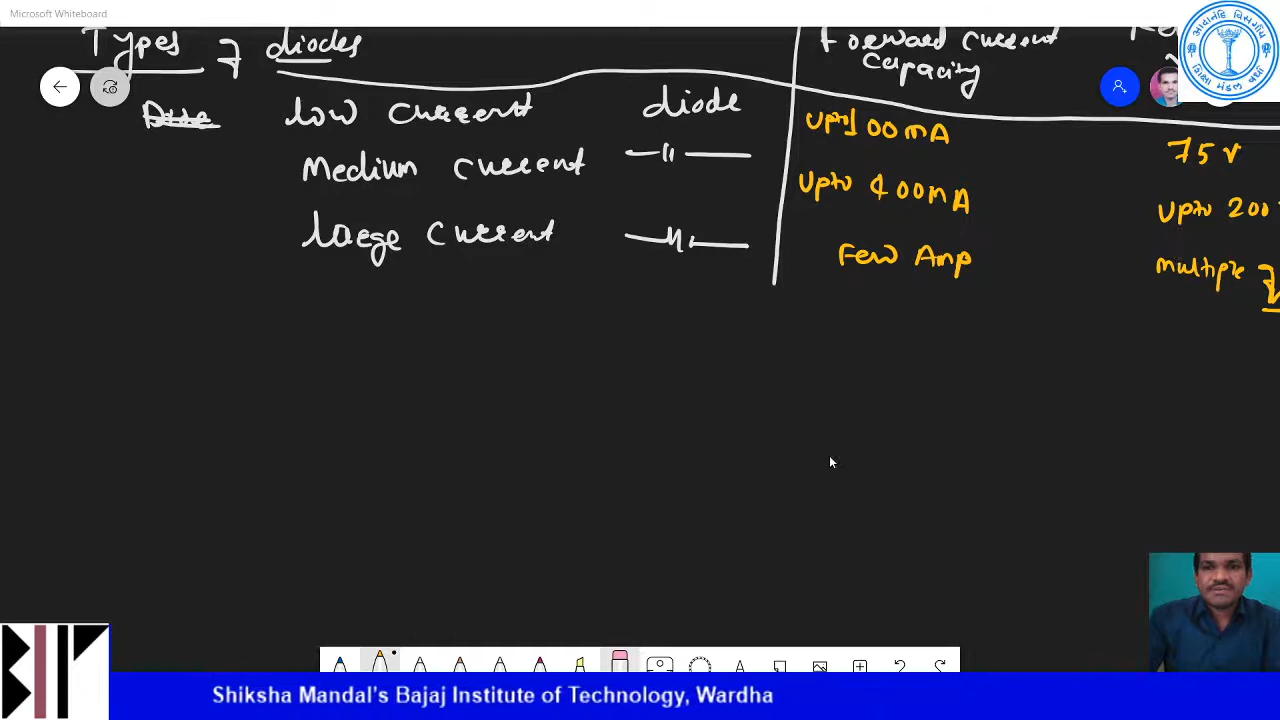 Microsoft Whiteboard
Types of diodes
Forward current
capacity
low current diode
upto 100mA
75 V
Medium current —||—
upto 400mA
upto 200
large current —||—
Few Amp
multiple of
Shiksha Mandal's Bajaj Institute of Technology, Wardha